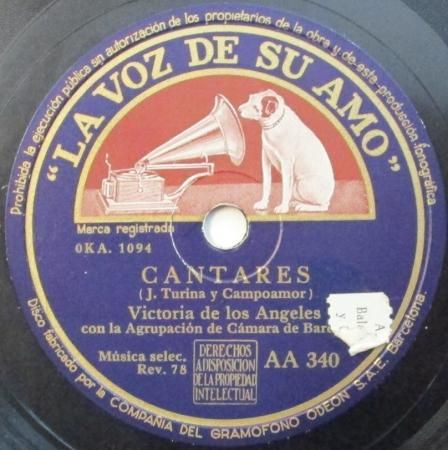 Prohibida la ejecución pública sin autorización de los propietarios de la obra y de esta producción fonográfica
"LA VOZ DE SU AMO"
Marca registrada
OKA. 1094
CANTARES
(J. Turina y Campoamor)
Victoria de los Angeles
con la Agrupación de Cámara de Barc
Música selec.
Rev. 78
DERECHOS
A DISPOSICION
DE LA PROPIEDAD
INTELECTUAL
AA 340
Bale
y
Disco fabricado por la COMPAÑIA DEL GRAMOFONO ODEON S.A.E. Barcelona.